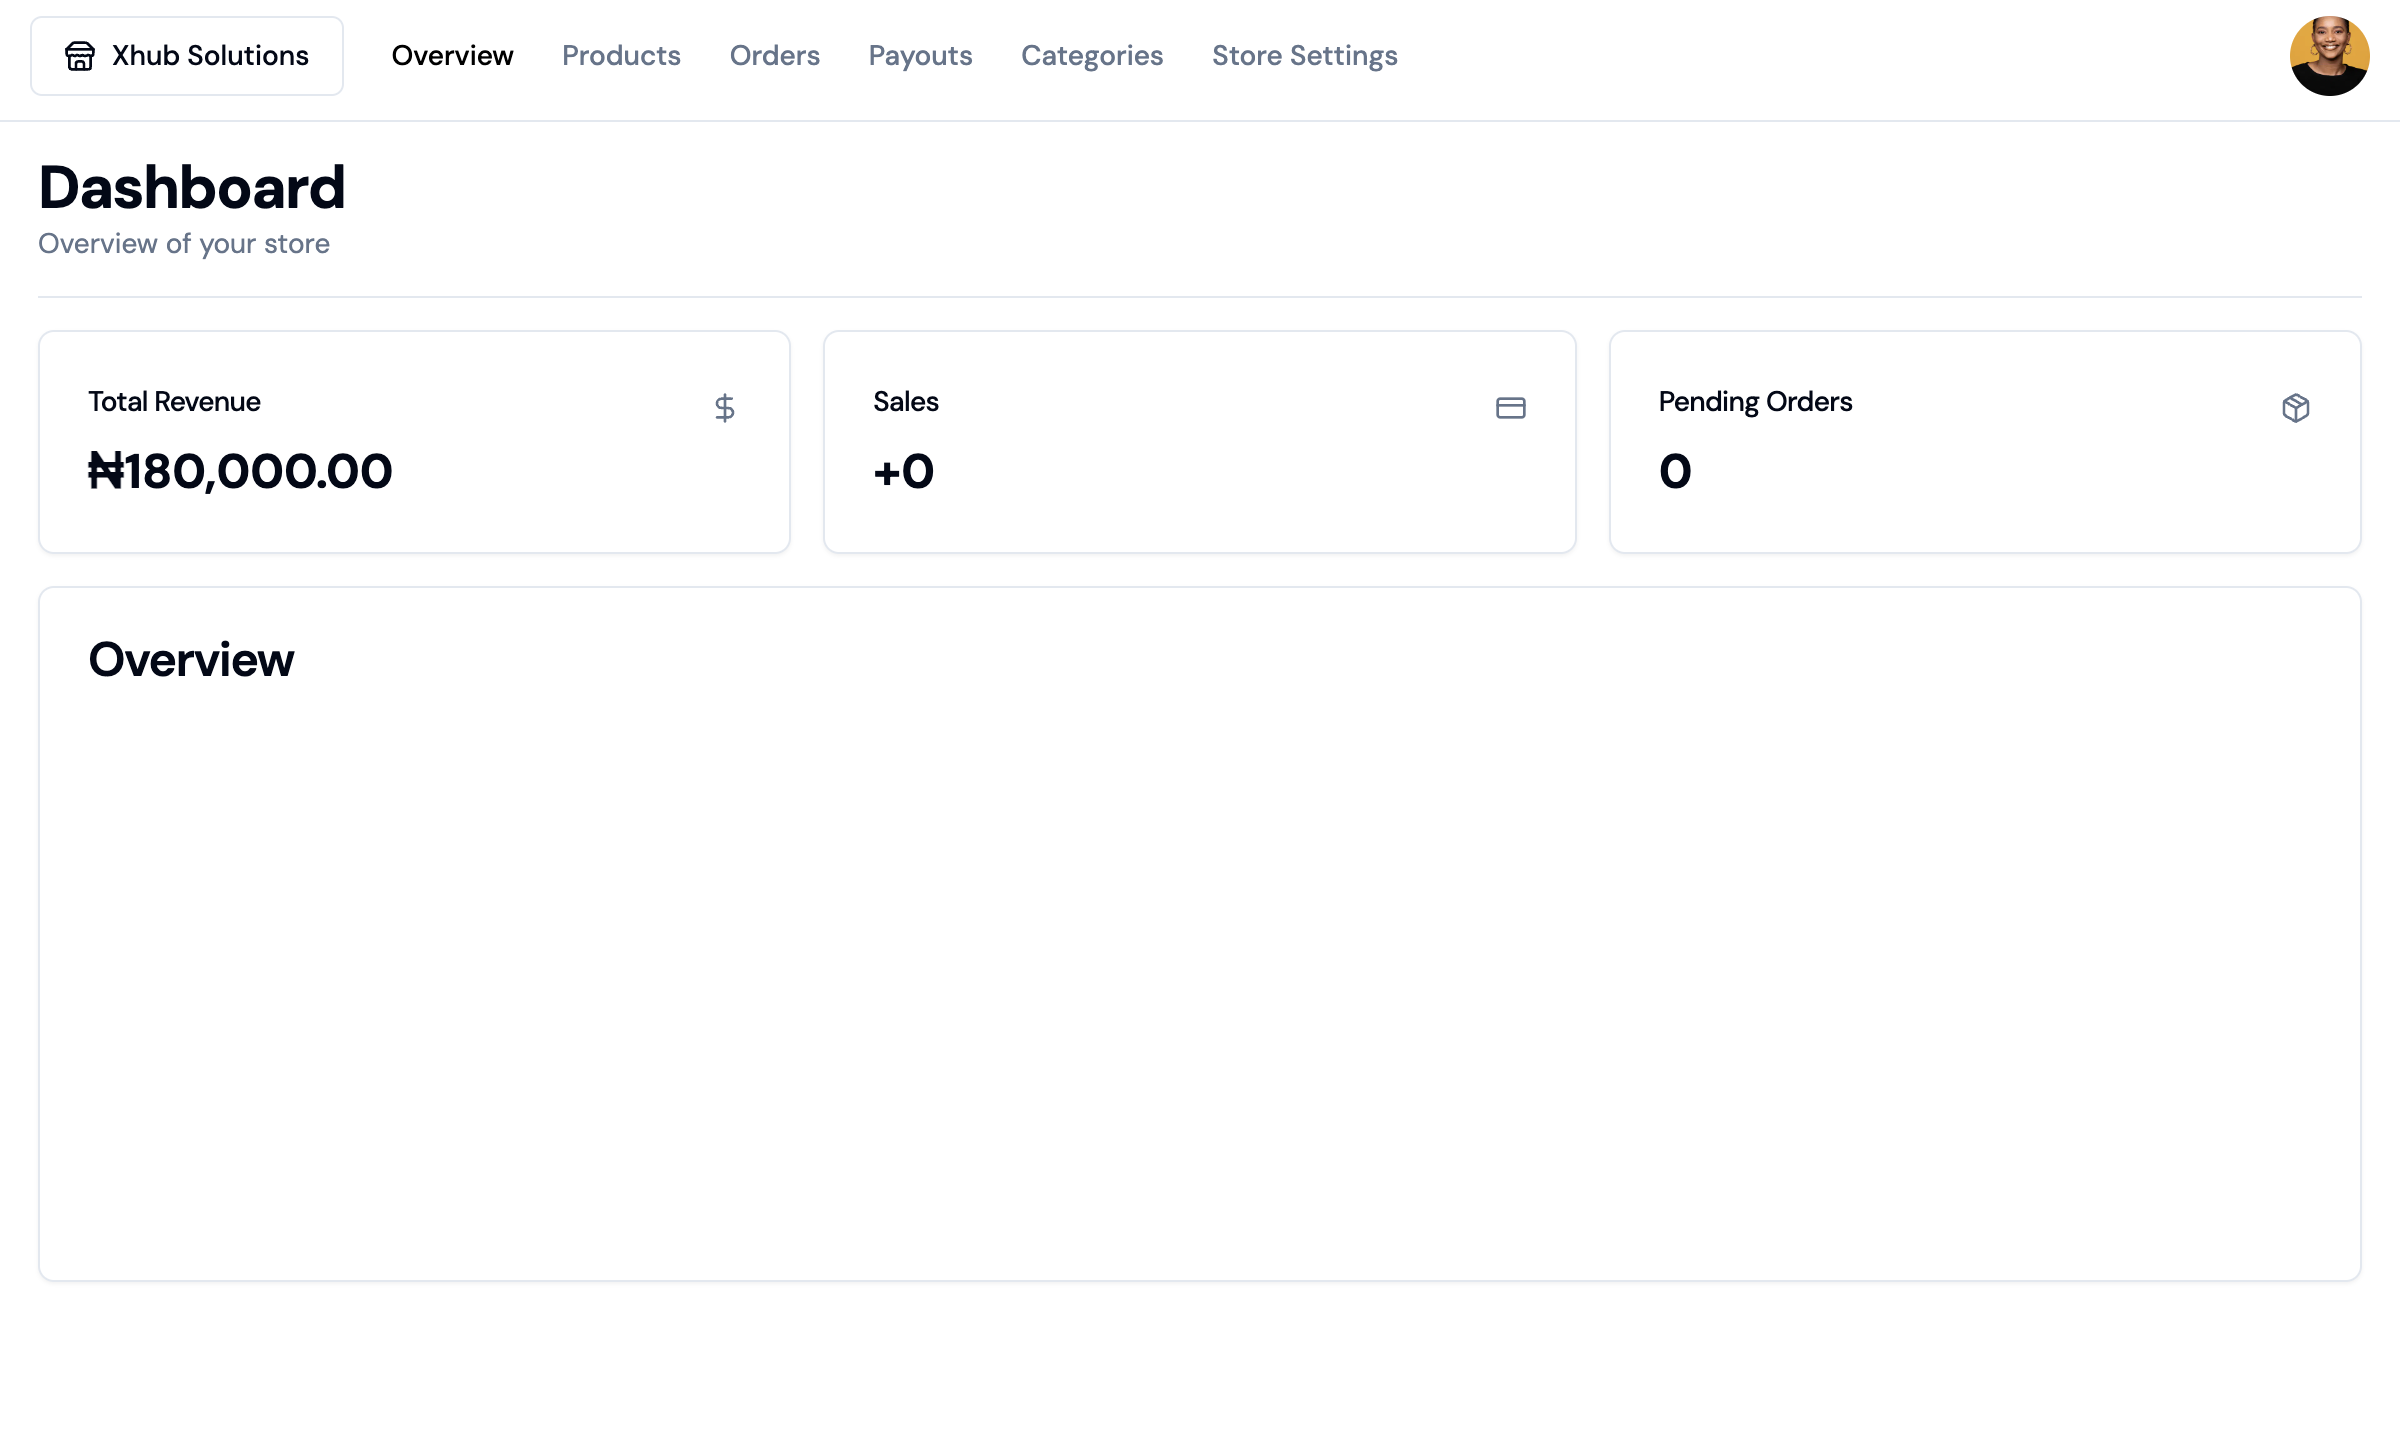 Xhub Solutions Overview Products Orders Payouts Categories Store Settings
Dashboard
Overview of your store
Total Revenue
₦180,000.00
Sales
+0
Pending Orders
0
Overview